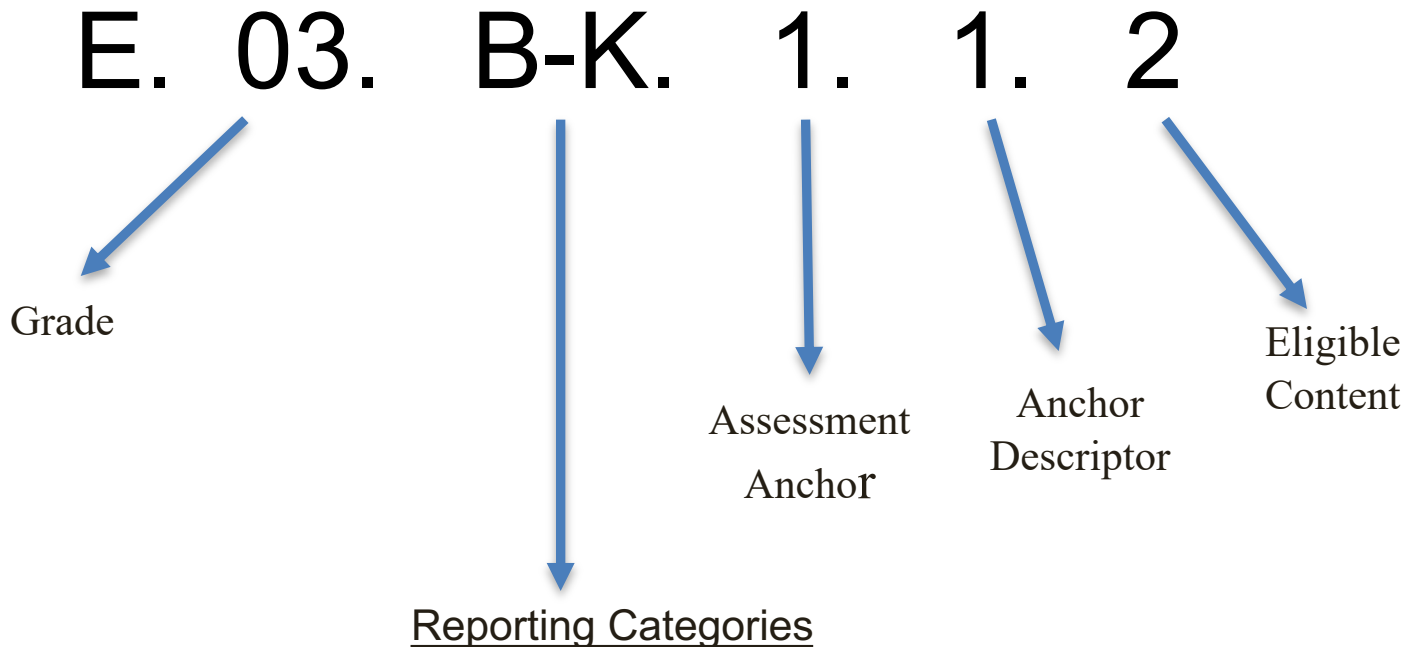 E. 03. B-K. 1. 1. 2
Grade
Assessment
Anchor
Anchor
Descriptor
Eligible
Content
Reporting Categories